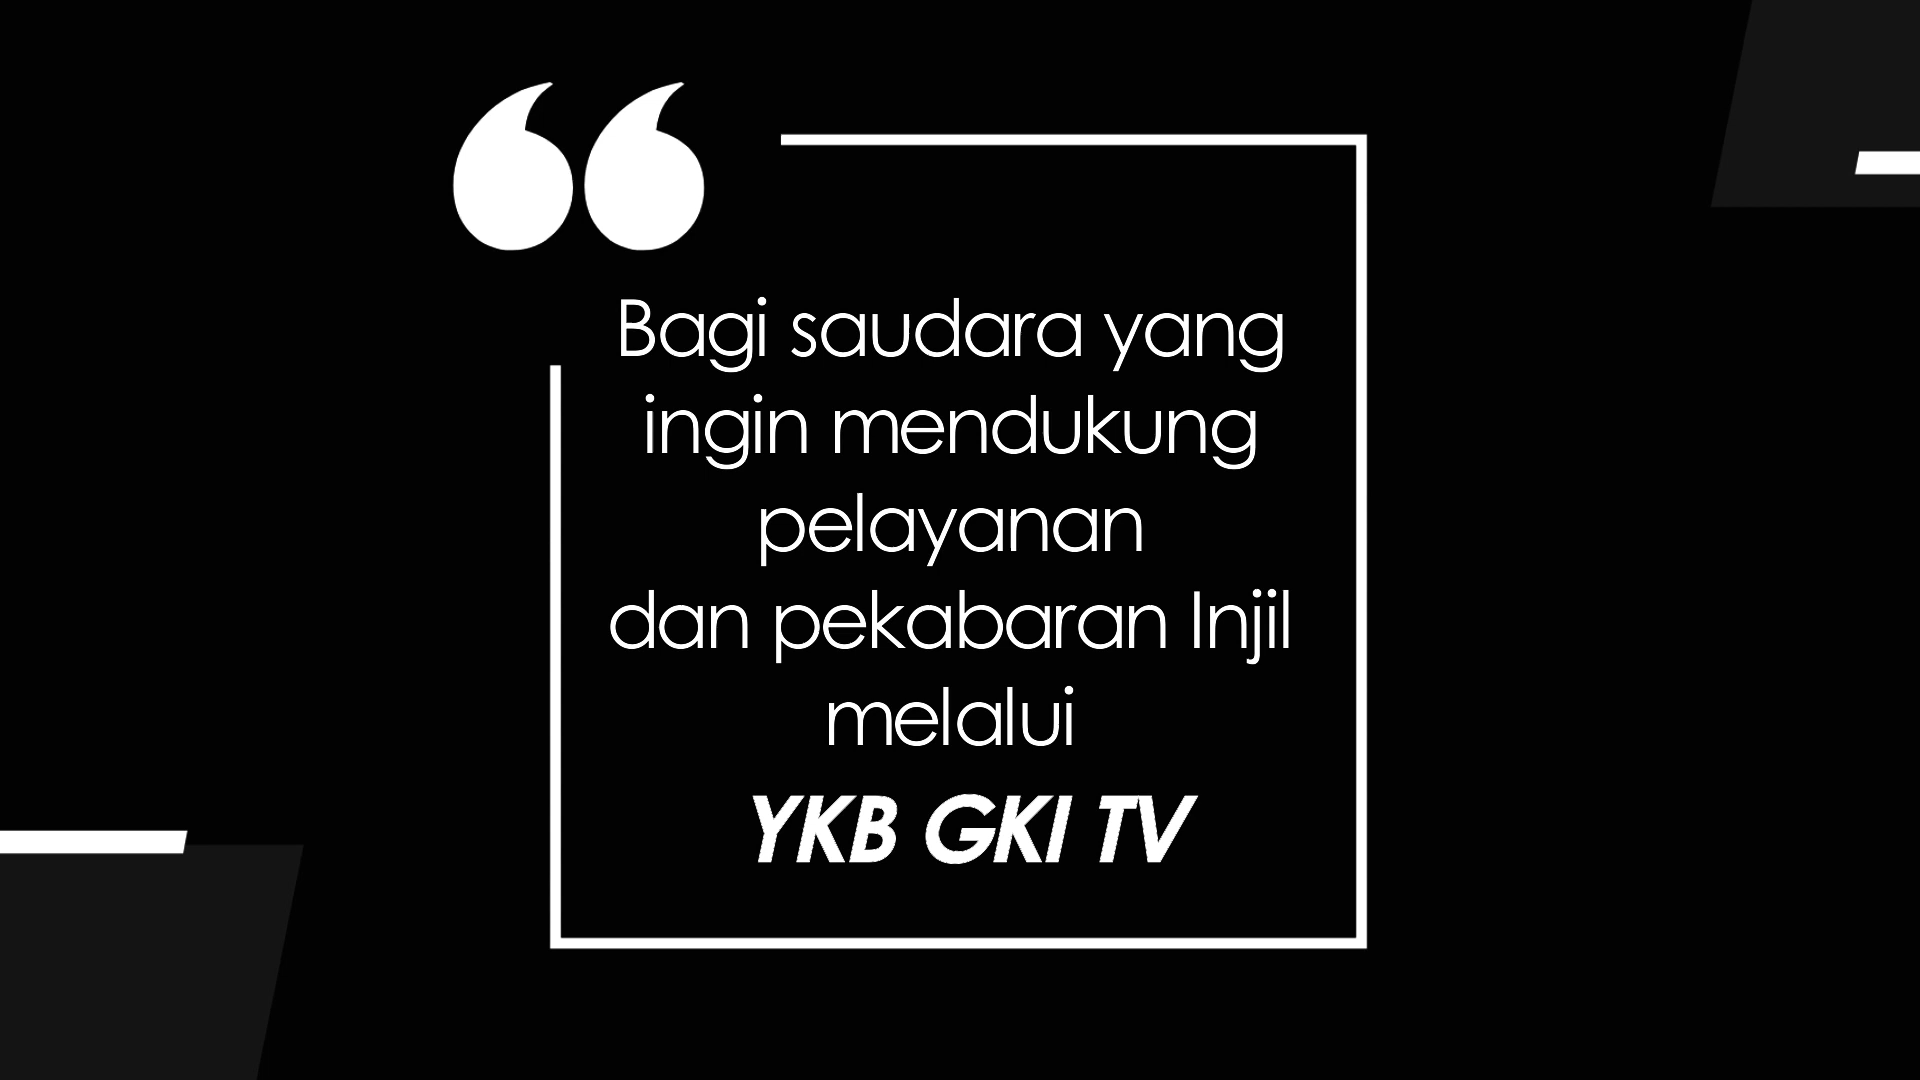 Bagi saudara yang
ingin mendukung
pelayanan
dan pekabaran Injil
melalui
YKB GKI TV